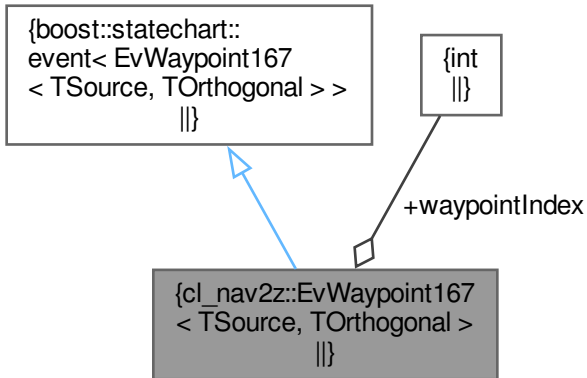 {boost::statechart::
event< EvWaypoint167
< TSource, TOrthogonal > >
||}
{int
||}
+waypointIndex
{cl_nav2z::EvWaypoint167
< TSource, TOrthogonal >
||}